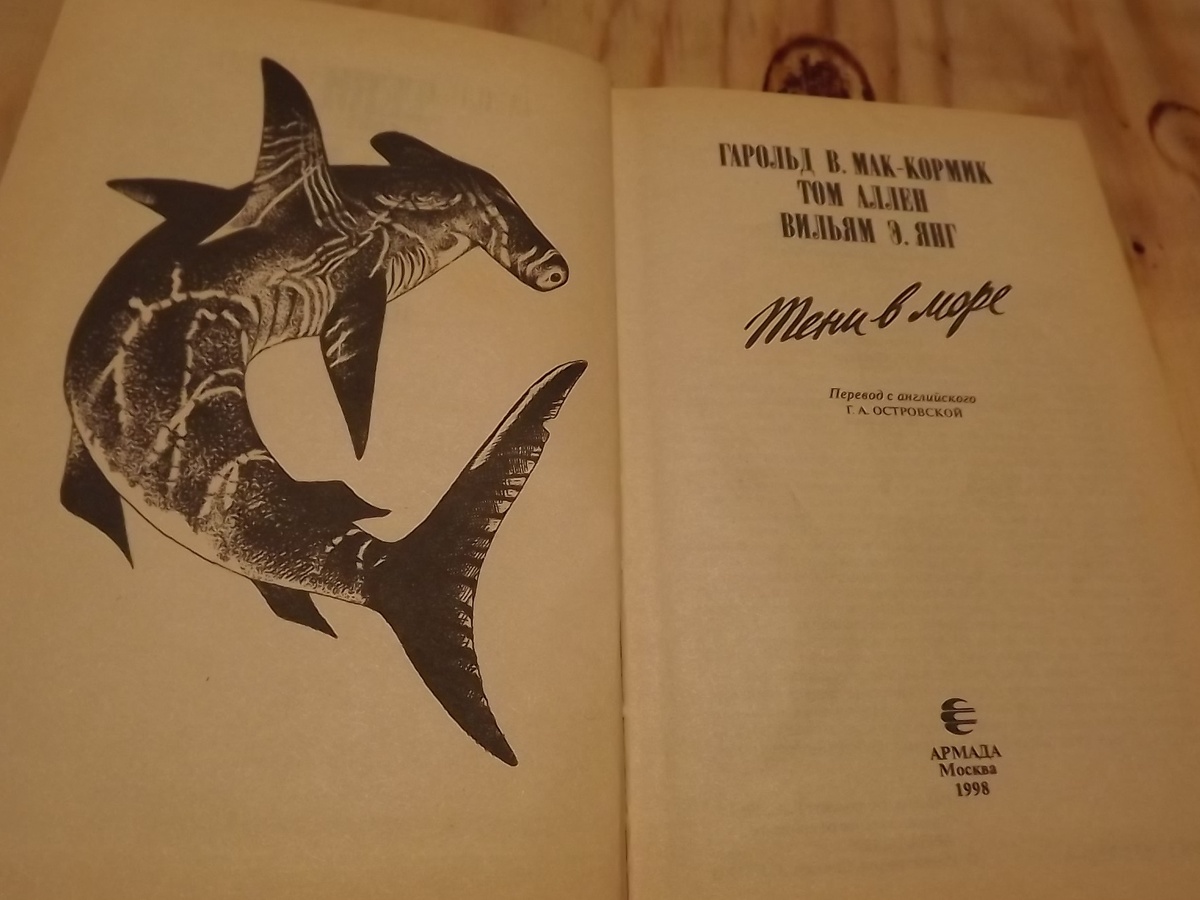 ГАРОЛЬД В. МАК-КОРМИК
ТОМ АЛЛЕН
ВИЛЬЯМ Э. ЯНГ
Тени в море
Перевод с английского
Г. А. ОСТРОВСКОЙ
АРМАДА
Москва
1998